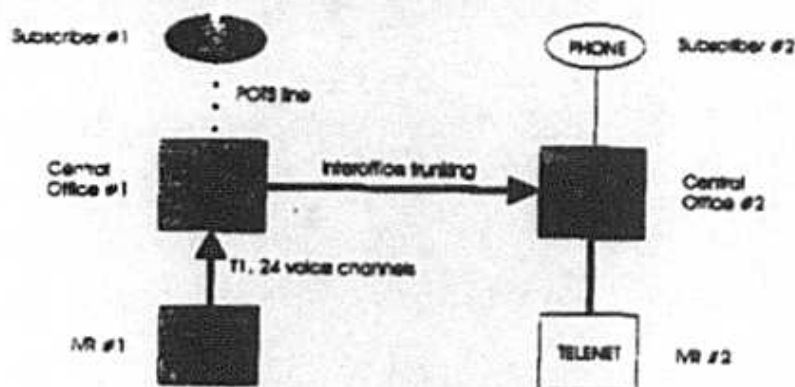 Subscriber #1
PHONE
Subscriber #2
POTS line
Central
Office #1
Interoffice trunking
Central
Office #2
T1, 24 voice channels
IVR #1
TELENET
IVR #2